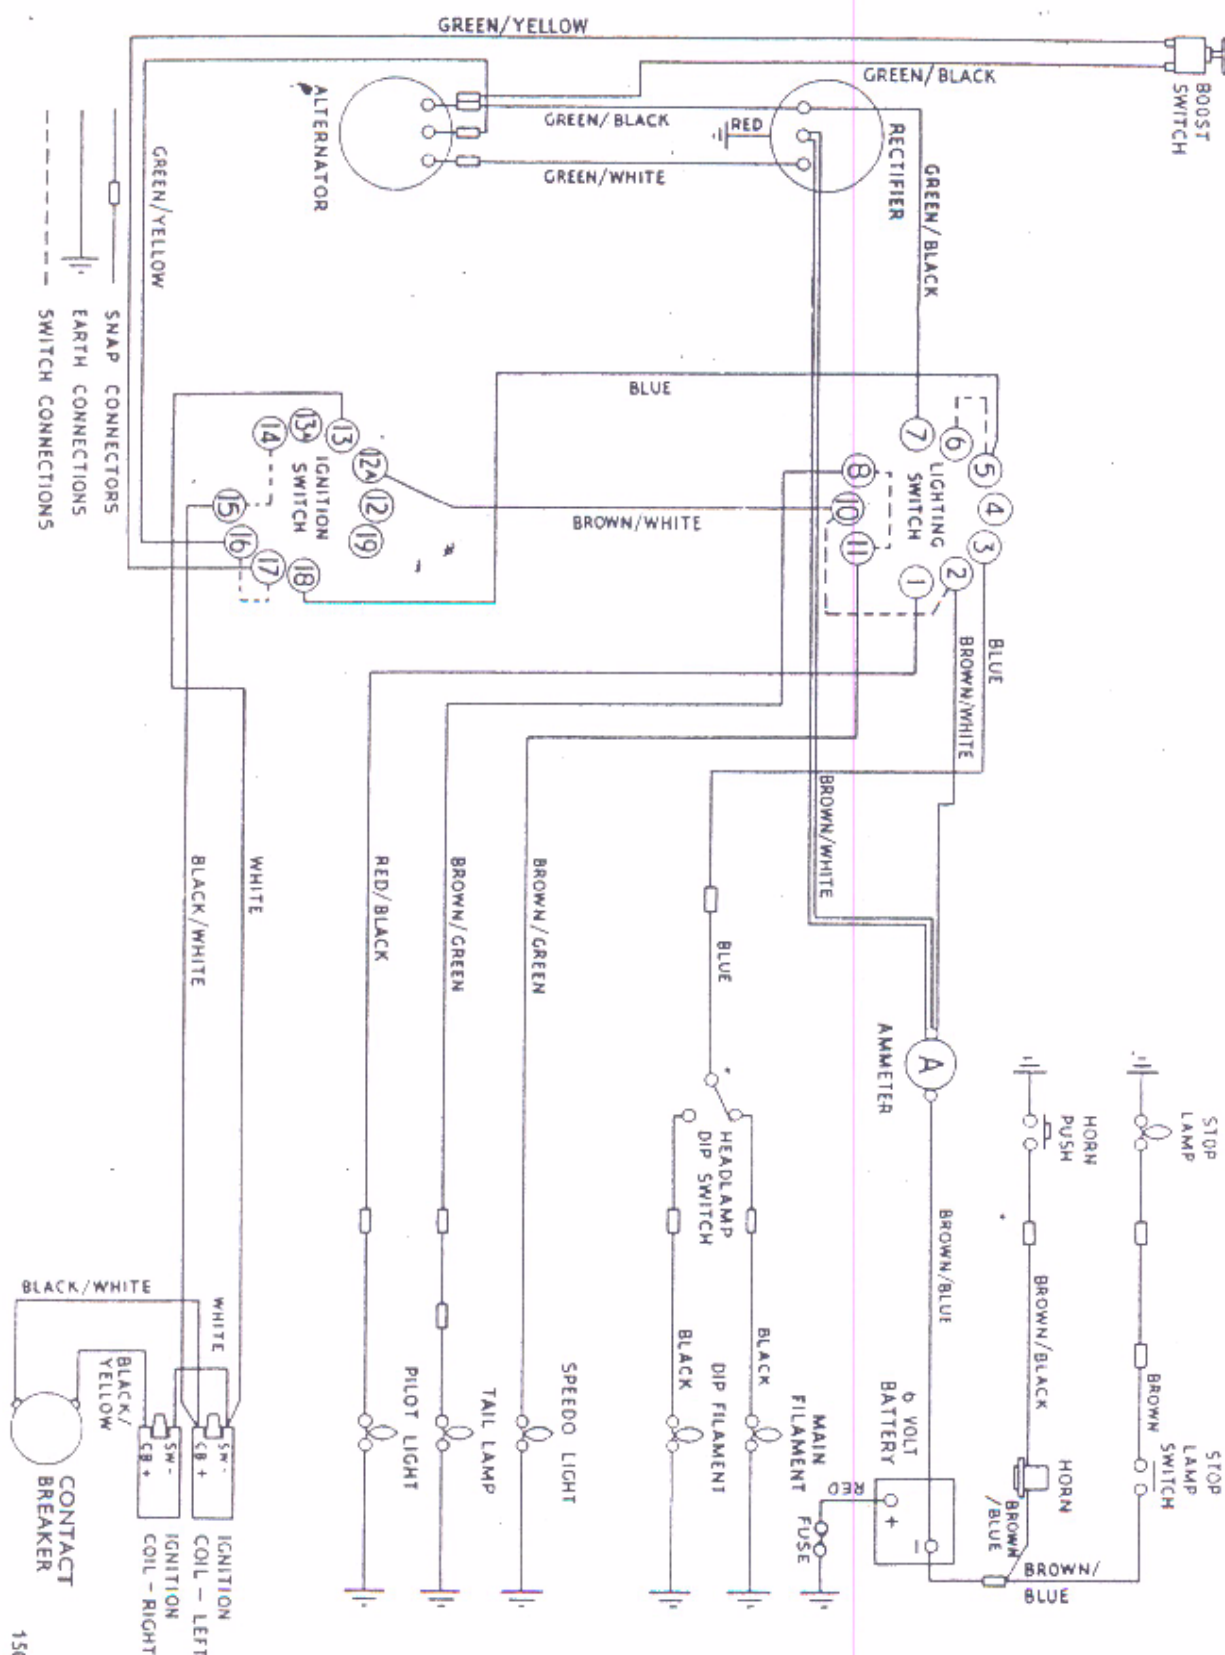 GREEN/YELLOW
GREEN/BLACK
BOOST
SWITCH
ALTERNATOR
GREEN/BLACK
RED
GREEN/WHITE
RECTIFIER
GREEN/BLACK
GREEN/YELLOW
SNAP CONNECTORS
EARTH CONNECTIONS
SWITCH CONNECTIONS
BLUE
14
13A
13
12A
12
19
18
17
16
15
IGNITION
SWITCH
BROWN/WHITE
7
6
5
4
3
2
1
11
10
8
LIGHTING
SWITCH
BLUE
BROWN/WHITE
BROWN/WHITE
WHITE
BLACK/WHITE
RED/BLACK
BROWN/GREEN
BROWN/GREEN
BLUE
AMMETER
A
HORN
PUSH
STOP
LAMP
HEADLAMP
DIP SWITCH
BROWN/BLUE
BROWN/BLACK
BROWN
BLACK/WHITE
WHITE
BLACK/
YELLOW
CONTACT
BREAKER
SW-
CB+
SW-
CB+
IGNITION
COIL - LEFT
IGNITION
COIL - RIGHT
PILOT LIGHT
TAIL LAMP
SPEEDO LIGHT
BLACK
BLACK
DIP FILAMENT
MAIN
FILAMENT
6 VOLT
BATTERY
RED
FUSE
+
-
HORN
BROWN
/BLUE
BROWN/
BLUE
STOP
LAMP
SWITCH